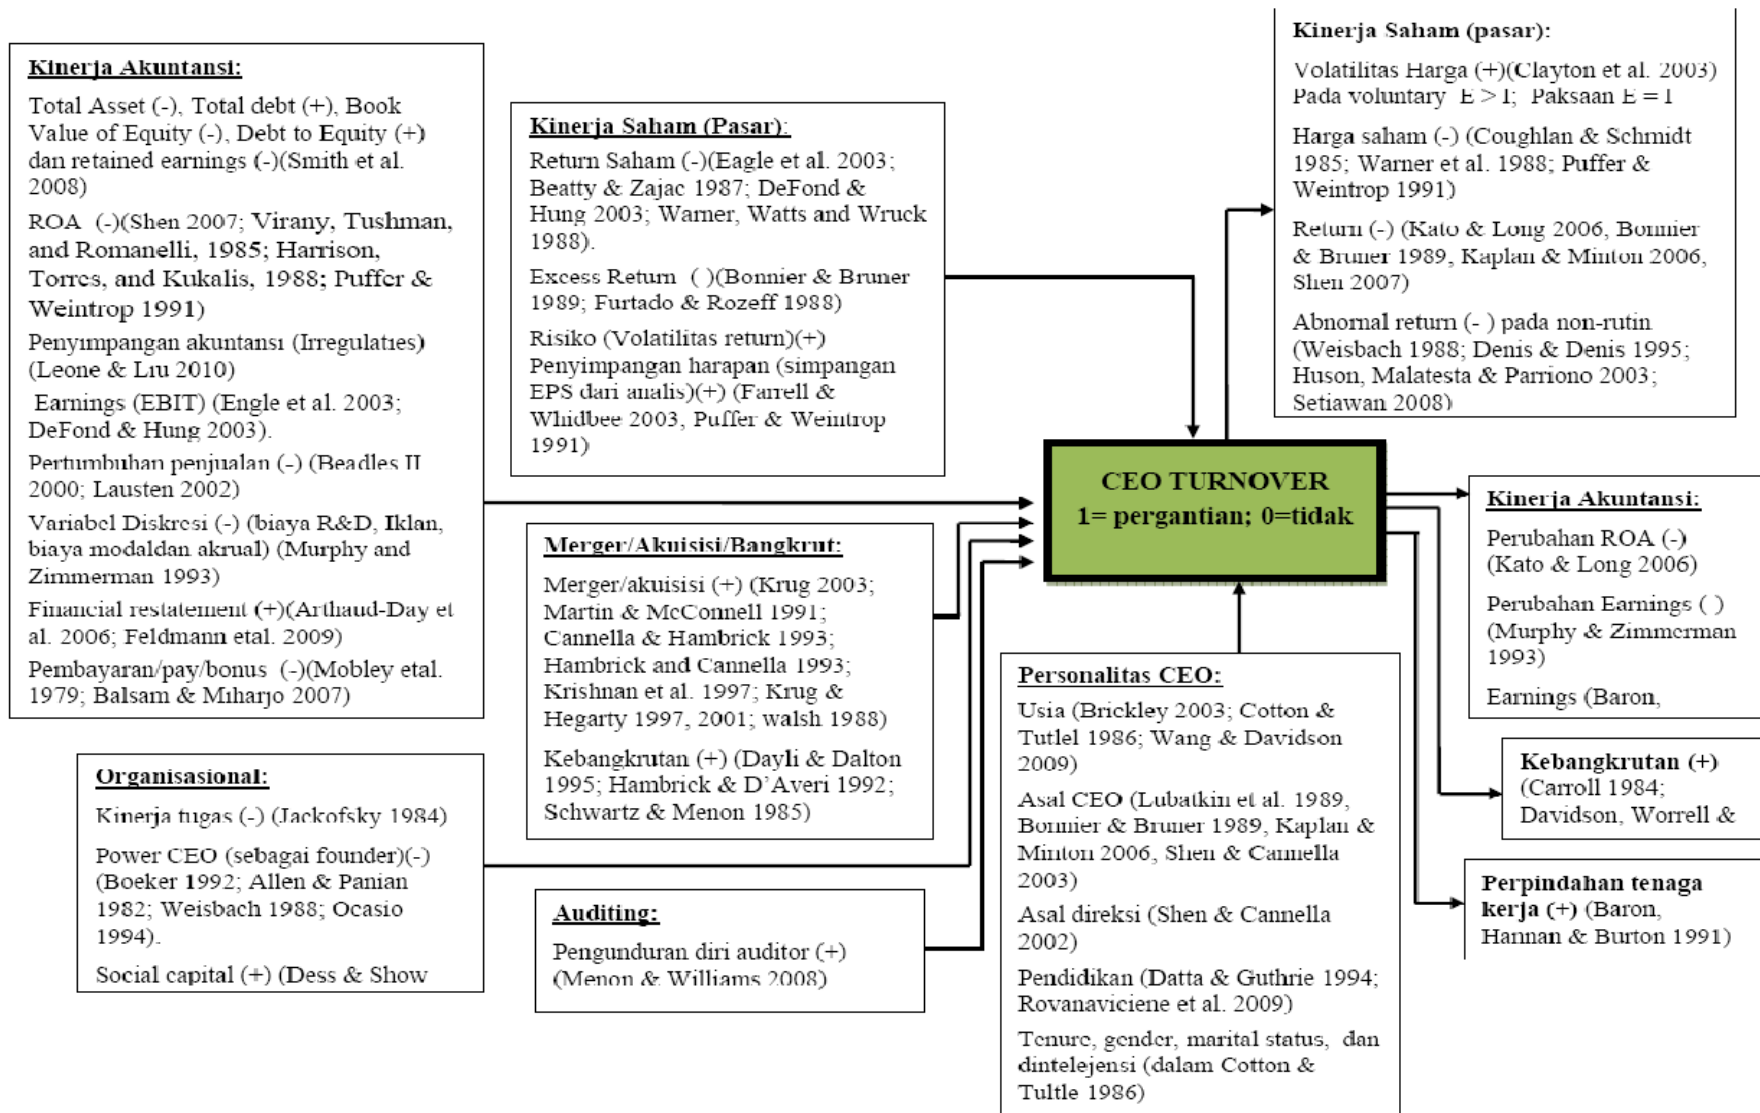 Kinerja Akuntansi:
Total Asset (-), Total debt (+), Book
Value of Equity (-), Debt to Equity (+)
dan retained earnings (-)(Smith et al.
2008)
ROA (-)(Shen 2007; Virany, Tushman,
and Romanelli, 1985; Harrison,
Torres, and Kukalis, 1988; Puffer &
Weintrop 1991)
Penyimpangan akuntansi (Irregulaties)
(Leone & Liu 2010)
Earnings (EBIT) (Engle et al. 2003;
DeFond & Hung 2003).
Pertumbuhan penjualan (-) (Beadles II
2000; Lausten 2002)
Variabel Diskresi (-) (biaya R&D, Iklan,
biaya modaldan akrual) (Murphy and
Zimmerman 1993)
Financial restatement (+)(Arthaud-Day et
al. 2006; Feldmann etal. 2009)
Pembayaran/pay/bonus (-)(Mobley etal.
1979; Balsam & Miharjo 2007)
Organisasional:
Kinerja tugas (-) (Jackofsky 1984)
Power CEO (sebagai founder)(-)
(Boeker 1992; Allen & Panian
1982; Weisbach 1988; Ocasio
1994).
Social capital (+) (Dess & Show
Kinerja Saham (Pasar):
Return Saham (-)(Eagle et al. 2003;
Beatty & Zajac 1987; DeFond &
Hung 2003; Warner, Watts and Wruck
1988).
Excess Return ( )(Bonnier & Bruner
1989; Furtado & Rozeff 1988)
Risiko (Volatilitas return)(+)
Penyimpangan harapan (simpangan
EPS dari analis)(+) (Farrell &
Whidbee 2003, Puffer & Weintrop
1991)
Merger/Akuisisi/Bangkrut:
Merger/akuisisi (+) (Krug 2003;
Martin & McConnell 1991;
Cannella & Hambrick 1993;
Hambrick and Cannella 1993;
Krishnan et al. 1997; Krug &
Hegarty 1997, 2001; walsh 1988)
Kebangkrutan (+) (Dayli & Dalton
1995; Hambrick & D’Averi 1992;
Schwartz & Menon 1985)
Auditing:
Pengunduran diri auditor (+)
(Menon & Williams 2008)
CEO TURNOVER
1= pergantian; 0=tidak
Personalitas CEO:
Usia (Brickley 2003; Cotton &
Tutlel 1986; Wang & Davidson
2009)
Asal CEO (Lubatkin et al. 1989,
Bonnier & Bruner 1989, Kaplan &
Minton 2006, Shen & Cannella
2003)
Asal direksi (Shen & Cannella
2002)
Pendidikan (Datta & Guthrie 1994;
Rovanaviciene et al. 2009)
Tenure, gender, marital status, dan
dintelejensi (dalam Cotton &
Tultle 1986)
Kinerja Saham (pasar):
Volatilitas Harga (+)(Clayton et al. 2003)
Pada voluntary E > 1; Paksaan E = 1
Harga saham (-) (Coughlan & Schmidt
1985; Warner et al. 1988; Puffer &
Weintrop 1991)
Return (-) (Kato & Long 2006, Bonnier
& Bruner 1989, Kaplan & Minton 2006,
Shen 2007)
Abnormal return (- ) pada non-rutin
(Weisbach 1988; Denis & Denis 1995;
Huson, Malatesta & Parriono 2003;
Setiawan 2008)
Kinerja Akuntansi:
Perubahan ROA (-)
(Kato & Long 2006)
Perubahan Earnings ( )
(Murphy & Zimmerman
1993)
Earnings (Baron,
Kebangkrutan (+)
(Carroll 1984;
Davidson, Worrell &
Perpindahan tenaga
kerja (+) (Baron,
Hannan & Burton 1991)